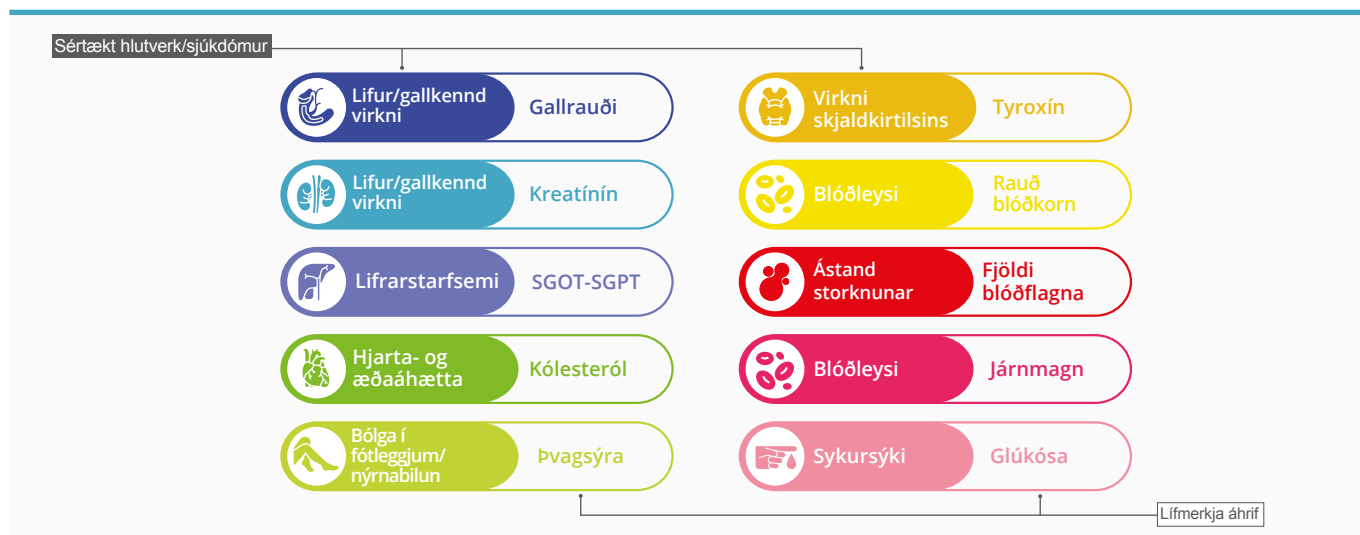 Sértækt hlutverk/sjúkdómur
Lifur/gallkennd
virkni
Gallrauði
Lifur/gallkennd
virkni
Kreatínín
Lifrarstarfsemi
SGOT-SGPT
Hjarta- og
æðaáhætta
Kólesteról
Bólga í
fótleggjum/
nýrnabilun
Þvagsýra
Virkni
skjaldkirtilsins
Tyroxín
Blóðleysi
Rauð
blóðkorn
Ástand
storknunar
Fjöldi
blóðflagna
Blóðleysi
Járnmagn
Sykursýki
Glúkósa
Lífmerkja áhrif